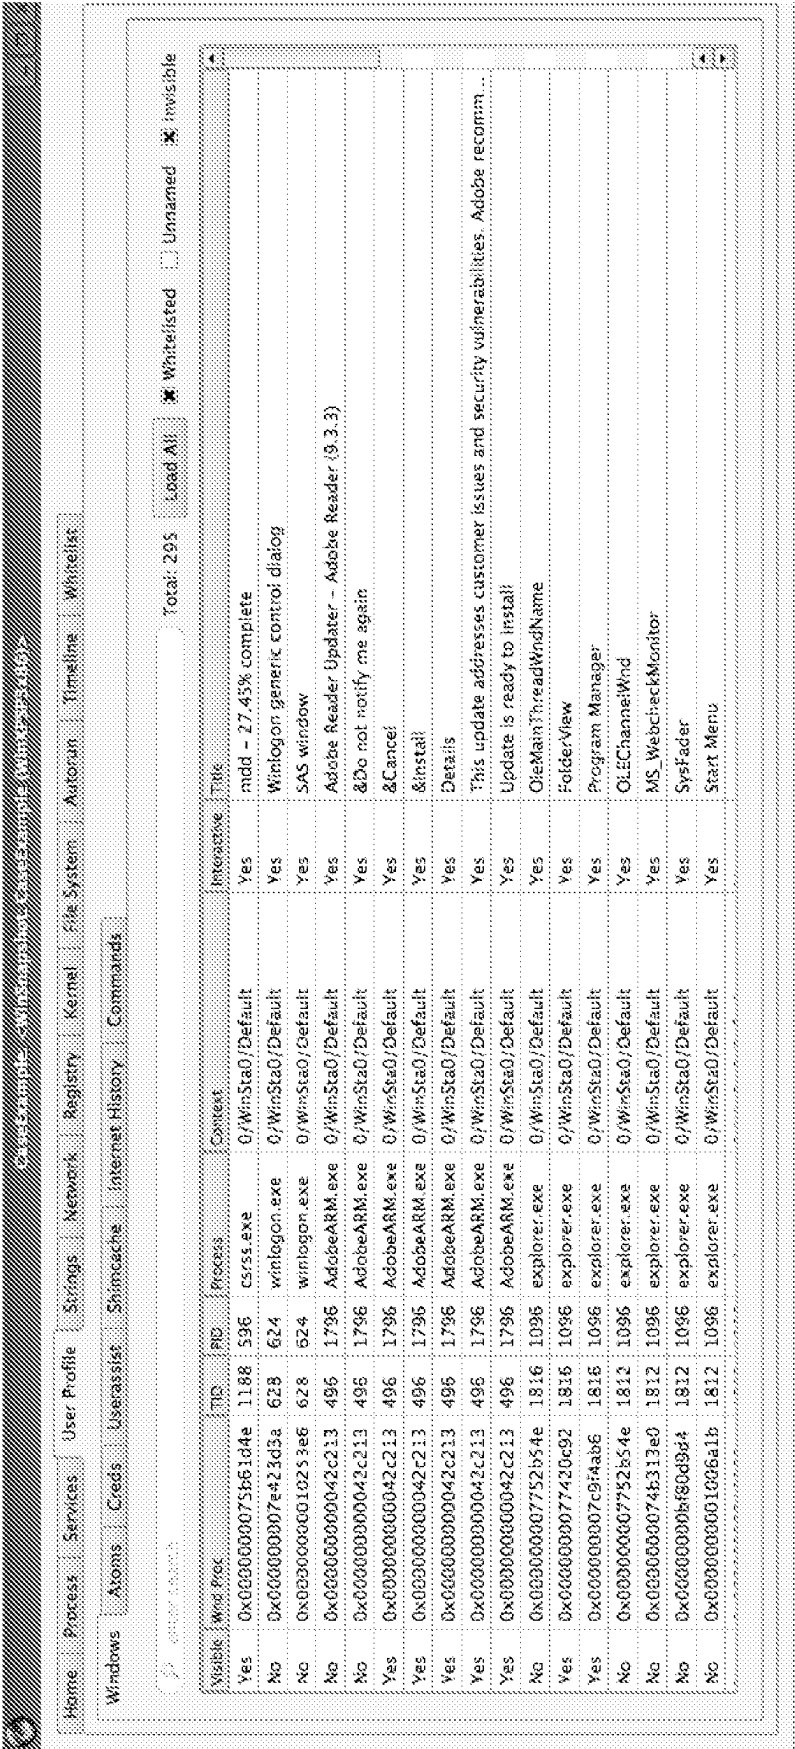 Home Process Services User Profile Strings Network Registry Kernel File System Autorun Timeline Whitelist
Windows Atoms Creds Userassist Shimcache Internet History Commands
Total: 295 Load All Whitelisted Unnamed Invisible
Visible Wnd Proc TID PID Process Context Interactive Title
Yes 0x0000000075b61d4e 1188 596 csrss.exe 0/WinSta0/Default Yes mdd - 27.45% complete
No 0x000000007e423d3a 628 624 winlogon.exe 0/WinSta0/Default Yes Winlogon generic control dialog
No 0x00000000010253e6 628 624 winlogon.exe 0/WinSta0/Default Yes SAS window
No 0x000000000042c213 496 1796 AdobeARM.exe 0/WinSta0/Default Yes Adobe Reader Updater - Adobe Reader (9.3.3)
No 0x000000000042c213 496 1796 AdobeARM.exe 0/WinSta0/Default Yes &Do not notify me again
Yes 0x000000000042c213 496 1796 AdobeARM.exe 0/WinSta0/Default Yes &Cancel
Yes 0x000000000042c213 496 1796 AdobeARM.exe 0/WinSta0/Default Yes &Install
Yes 0x000000000042c213 496 1796 AdobeARM.exe 0/WinSta0/Default Yes Details
Yes 0x000000000042c213 496 1796 AdobeARM.exe 0/WinSta0/Default Yes This update addresses customer issues and security vulnerabilities. Adobe recomm...
Yes 0x000000000042c213 496 1796 AdobeARM.exe 0/WinSta0/Default Yes Update is ready to install
No 0x000000007752b54e 1816 1096 explorer.exe 0/WinSta0/Default Yes OleMainThreadWndName
Yes 0x0000000077420c92 1816 1096 explorer.exe 0/WinSta0/Default Yes FolderView
Yes 0x000000007c9f4ab6 1816 1096 explorer.exe 0/WinSta0/Default Yes Program Manager
No 0x000000007752b54e 1812 1096 explorer.exe 0/WinSta0/Default Yes OLEChannelWnd
No 0x0000000074b313e0 1812 1096 explorer.exe 0/WinSta0/Default Yes MS_WebcheckMonitor
No 0x00000000bf80d9d4 1812 1096 explorer.exe 0/WinSta0/Default Yes SysFader
No 0x0000000001006a1b 1812 1096 explorer.exe 0/WinSta0/Default Yes Start Menu